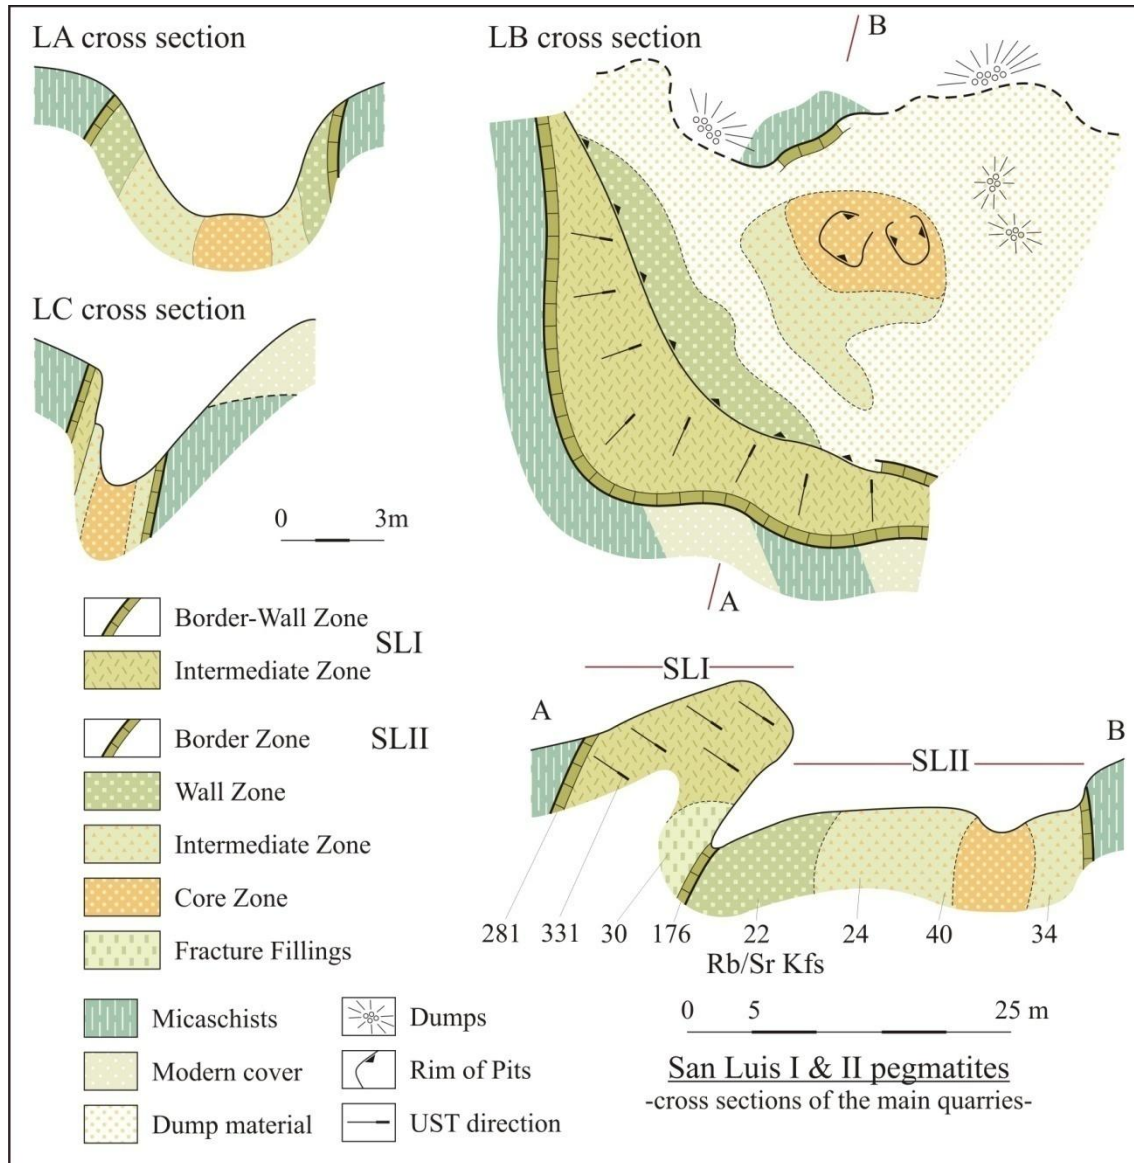 LA cross section
LB cross section
B
LC cross section
0 3m
A
Border-Wall Zone
SLI
Intermediate Zone
Border Zone
SLII
Wall Zone
Intermediate Zone
Core Zone
Fracture Fillings
Micaschists
Modern cover
Dump material
Dumps
Rim of Pits
UST direction
SLI
A
SLII
B
281 331 30 176 22 24 40 34
Rb/Sr Kfs
0 5 25 m
San Luis I & II pegmatites
-cross sections of the main quarries-